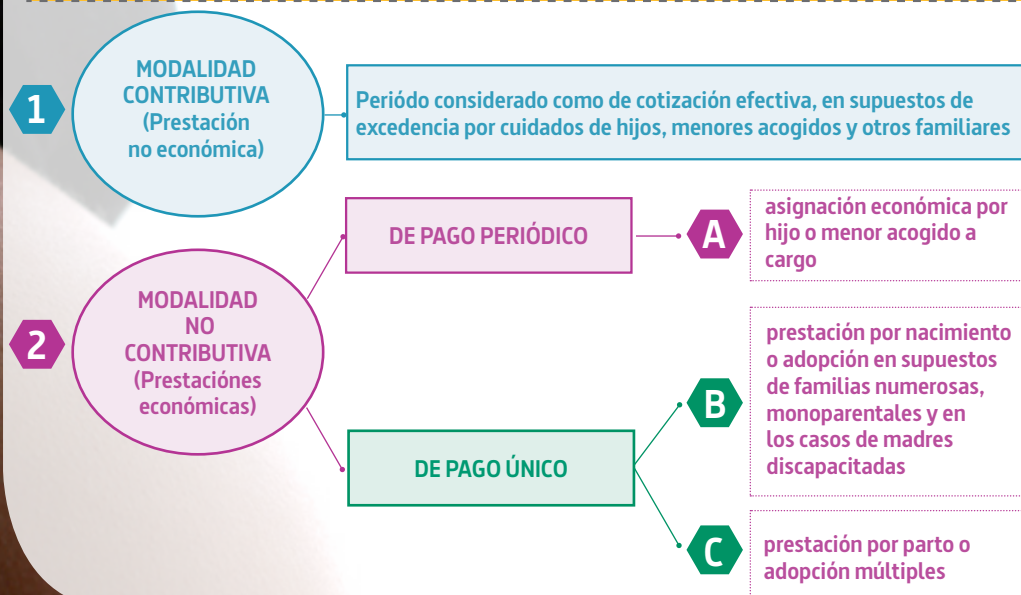 1
MODALIDAD
CONTRIBUTIVA
(Prestación
no económica)
Periódo considerado como de cotización efectiva, en supuestos de
excedencia por cuidados de hijos, menores acogidos y otros familiares
2
MODALIDAD
NO
CONTRIBUTIVA
(Prestaciónes
económicas)
DE PAGO PERIÓDICO
A
asignación económica por
hijo o menor acogido a
cargo
DE PAGO ÚNICO
B
prestación por nacimiento
o adopción en supuestos
de familias numerosas,
monoparentales y en
los casos de madres
discapacitadas
C
prestación por parto o
adopción múltiples